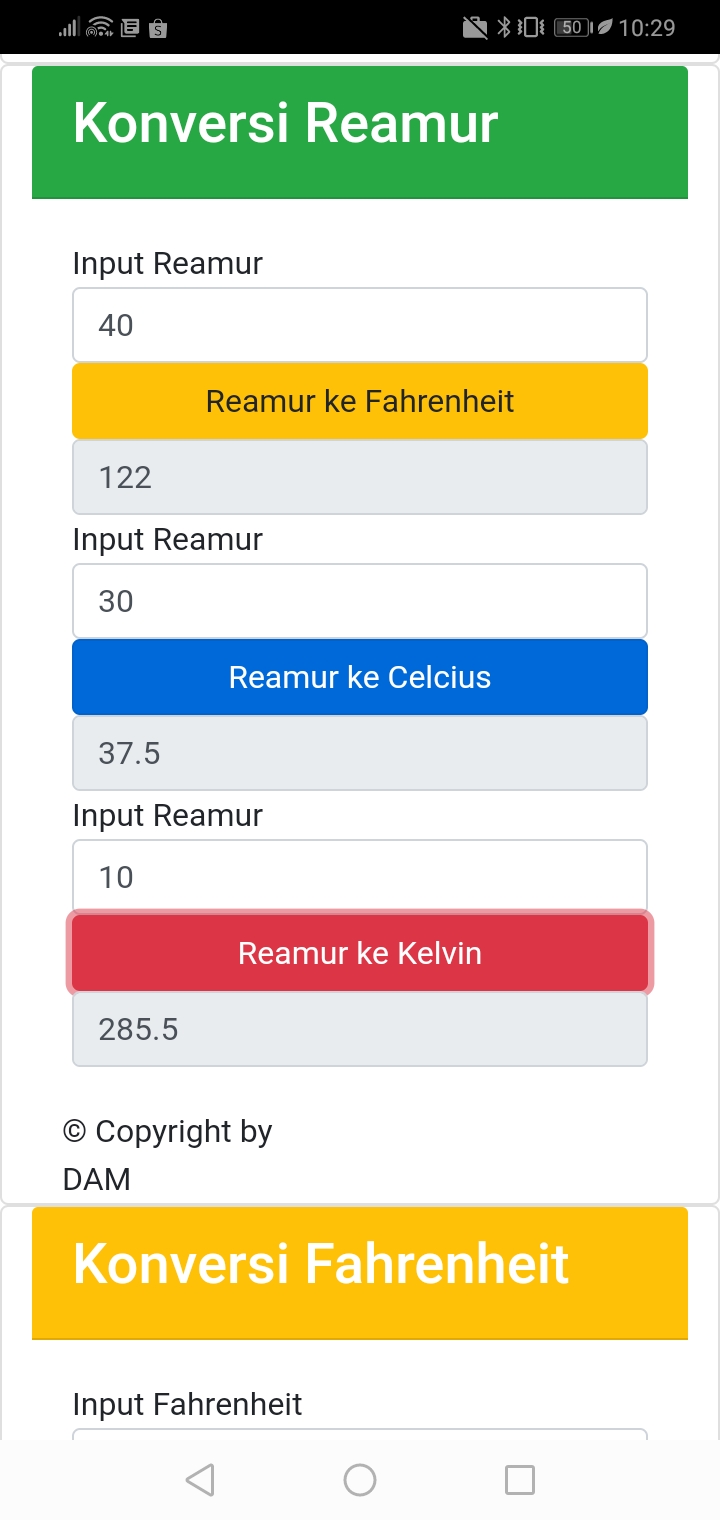 50 10:29
Konversi Reamur
Input Reamur
40
Reamur ke Fahrenheit
122
Input Reamur
30
Reamur ke Celcius
37.5
Input Reamur
10
Reamur ke Kelvin
285.5
© Copyright by
DAM
Konversi Fahrenheit
Input Fahrenheit